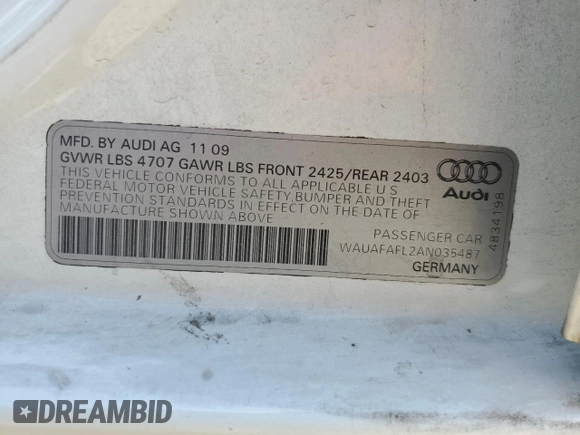 MFD. BY AUDI AG 11 09
GVWR LBS 4707 GAWR LBS FRONT 2425/REAR 2403
THIS VEHICLE CONFORMS TO ALL APPLICABLE U S
FEDERAL MOTOR VEHICLE SAFETY,BUMPER AND THEFT
PREVENTION STANDARDS IN EFFECT ON THE DATE OF
MANUFACTURE SHOWN ABOVE
Audi
PASSENGER CAR
WAUAFAFL2AN035487
GERMANY
4834198
DREAMBID